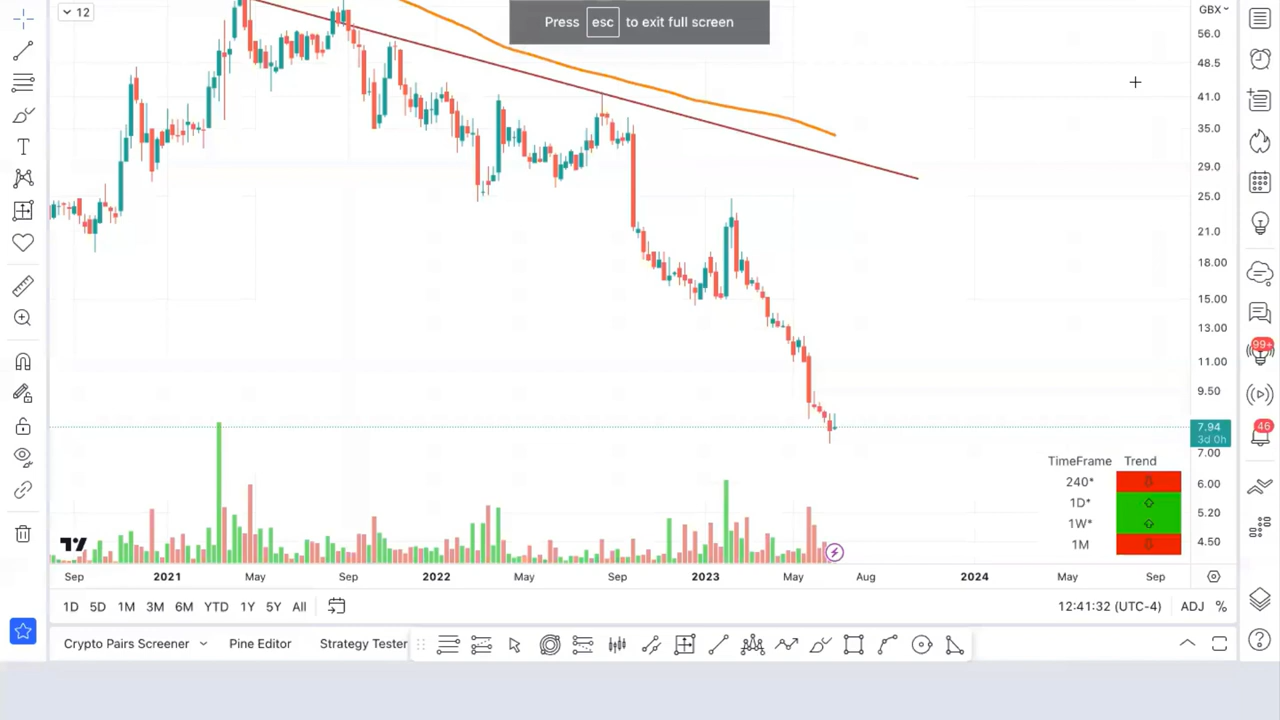 12
Press esc to exit full screen
GBX
56.0
48.5
41.0
35.0
29.0
25.0
21.0
18.00
15.00
13.00
11.00
9.50
7.94
3d 0h
7.00
6.00
5.20
4.50
T
99+
46
TimeFrame Trend
240*
1D*
1W*
1M
Sep 2021 May Sep 2022 May Sep 2023 May Aug 2024 May Sep
1D 5D 1M 3M 6M YTD 1Y 5Y All
12:41:32 (UTC-4) ADJ %
Crypto Pairs Screener Pine Editor Strategy Tester